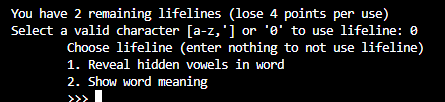 You have 2 remaining lifelines (lose 4 points per use)
Select a valid character [a-z,'] or '0' to use lifeline: 0
Choose lifeline (enter nothing to not use lifeline)
1. Reveal hidden vowels in word
2. Show word meaning
>>>